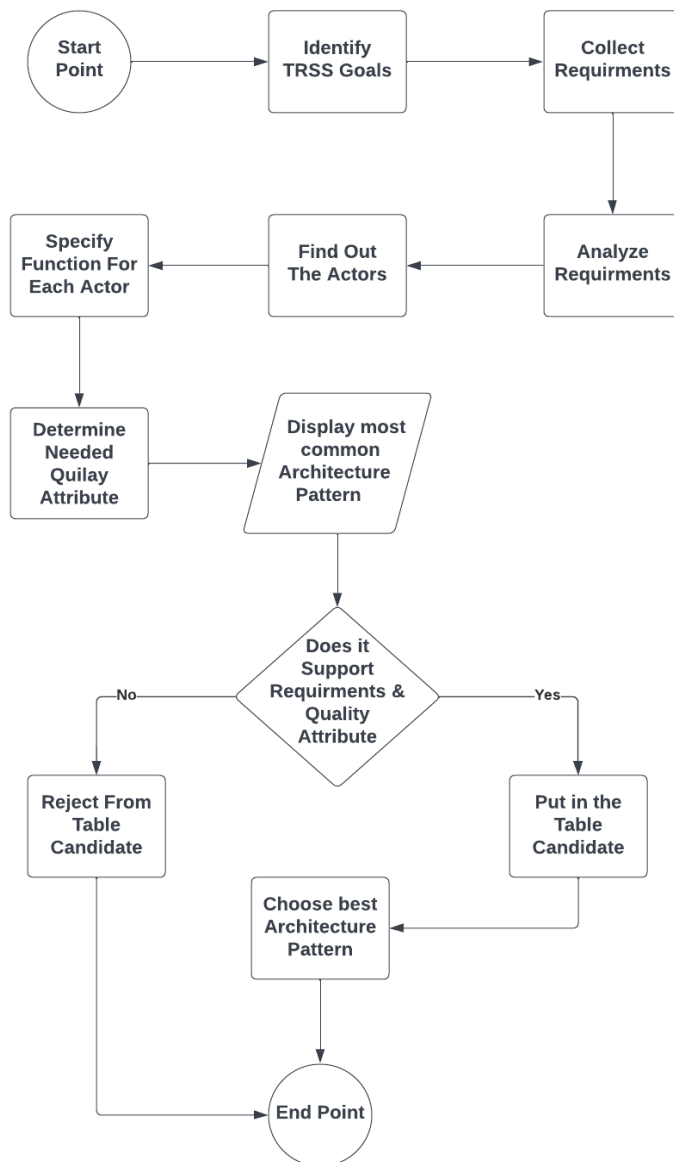 Start
Point
Identify
TRSS Goals
Collect
Requirments
Specify
Function For
Each Actor
Find Out
The Actors
Analyze
Requirments
Determine
Needed
Quilay
Attribute
Display most
common
Architecture
Pattern
Does it
Support
Requirments &
Quality
Attribute
No
Yes
Reject From
Table
Candidate
Put in the
Table
Candidate
Choose best
Architecture
Pattern
End Point